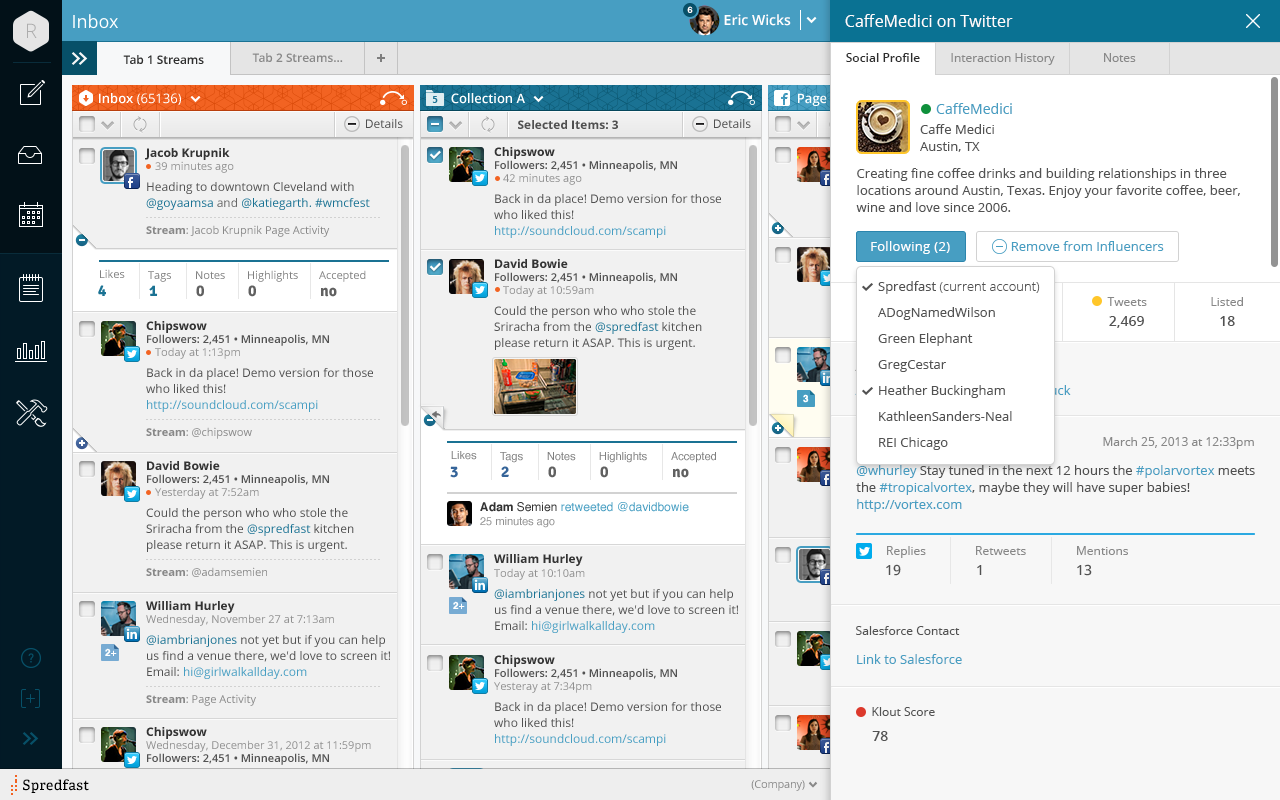 R
Inbox
6
Eric Wicks
CaffeMedici on Twitter
Tab 1 Streams
Tab 2 Streams...
+
Inbox (65136)
Details
Jacob Krupnik
39 minutes ago
Heading to downtown Cleveland with
@goyaamsa and @katiegarth. #wmcfest
Stream: Jacob Krupnik Page Activity
Likes
4
Tags
1
Notes
0
Highlights
0
Accepted
no
Chipswow
Followers: 2,451 • Minneapolis, MN
Today at 1:13pm
Back in da place! Demo version for those
who liked this!
http://soundcloud.com/scampi
Stream: @chipswow
David Bowie
Followers: 2,451 • Minneapolis, MN
Yesterday at 7:52am
Could the person who who stole the
Sriracha from the @spredfast kitchen
please return it ASAP. This is urgent.
Stream: @adamsemien
William Hurley
Wednesday, November 27 at 7:13am
2+
@iambrianjones not yet but if you can help
us find a venue there, we'd love to screen it!
Email: hi@girlwalkallday.com
Stream: Page Activity
Chipswow
Wednesday, December 31, 2012 at 11:59pm
Followers: 2,451 • Minneapolis, MN
5
Collection A
Selected Items: 3
Details
Chipswow
Followers: 2,451 • Minneapolis, MN
42 minutes ago
Back in da place! Demo version for those
who liked this!
http://soundcloud.com/scampi
David Bowie
Followers: 2,451 • Minneapolis, MN
Today at 10:59am
Could the person who who stole the
Sriracha from the @spredfast kitchen
please return it ASAP. This is urgent.
Likes
3
Tags
2
Notes
0
Highlights
0
Accepted
no
Adam Semien retweeted @davidbowie
25 minutes ago
William Hurley
Today at 10:10am
2+
@iambrianjones not yet but if you can help
us find a venue there, we'd love to screen it!
Email: hi@girlwalkallday.com
Chipswow
Followers: 2,451 • Minneapolis, MN
Yesteray at 7:34pm
Back in da place! Demo version for those
who liked this!
http://soundcloud.com/scampi
Page
3
Social Profile
Interaction History
Notes
CaffeMedici
Caffe Medici
Austin, TX
Creating fine coffee drinks and building relationships in three
locations around Austin, Texas. Enjoy your favorite coffee, beer,
wine and love since 2006.
Following (2)
Remove from Influencers
Spredfast (current account)
ADogNamedWilson
Green Elephant
GregCestar
Heather Buckingham
KathleenSanders-Neal
REI Chicago
Tweets
2,469
Listed
18
uck
March 25, 2013 at 12:33pm
@whurley Stay tuned in the next 12 hours the #polarvortex meets
the #tropicalvortex, maybe they will have super babies!
http://vortex.com
Replies
19
Retweets
1
Mentions
13
Salesforce Contact
Link to Salesforce
Klout Score
78
Spredfast
(Company)